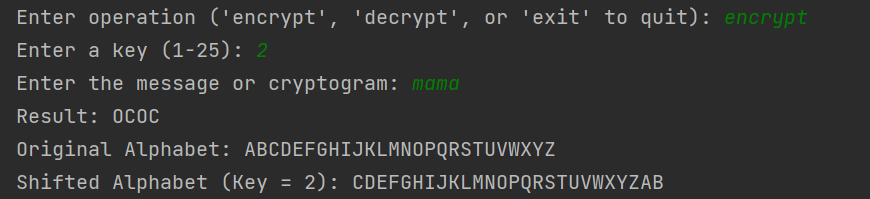 Enter operation ('encrypt', 'decrypt', or 'exit' to quit): encrypt
Enter a key (1-25): 2
Enter the message or cryptogram: mama
Result: OCOC
Original Alphabet: ABCDEFGHIJKLMNOPQRSTUVWXYZ
Shifted Alphabet (Key = 2): CDEFGHIJKLMNOPQRSTUVWXYZAB